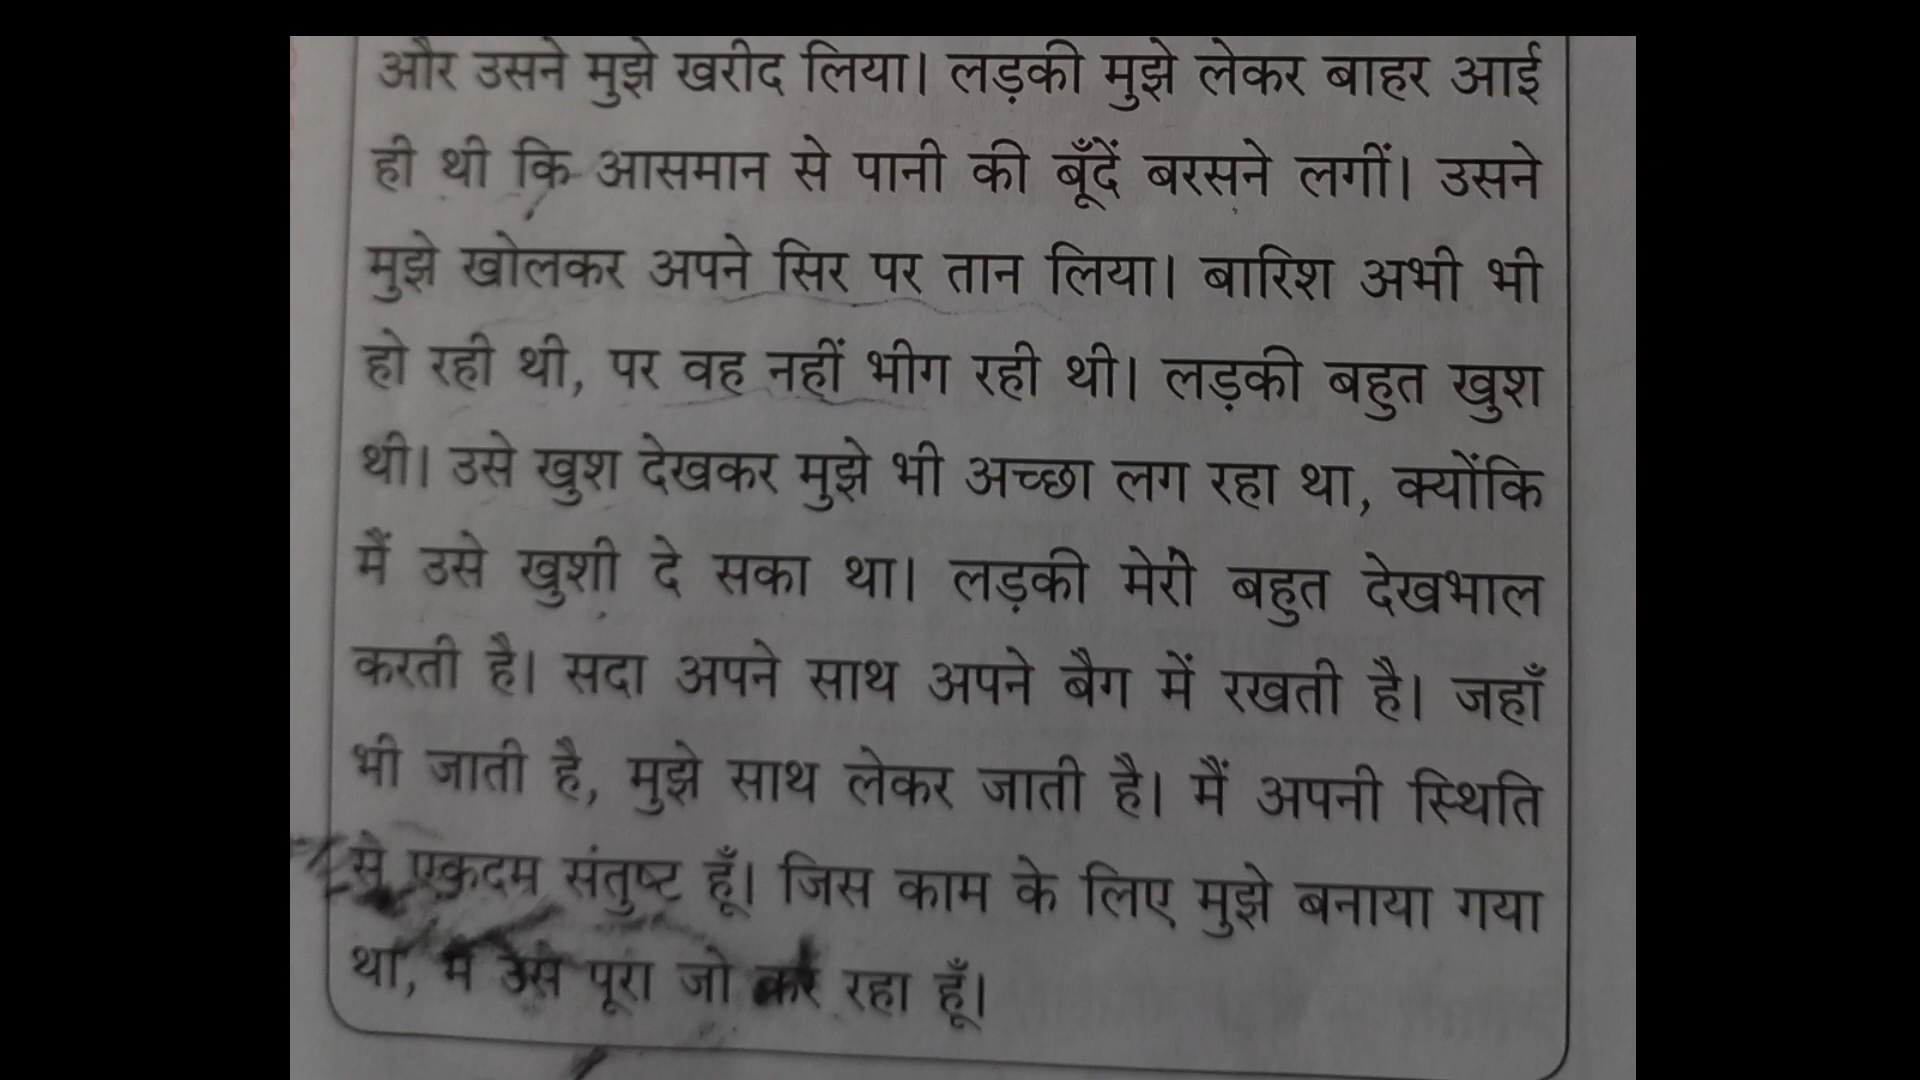 और उसने मुझे खरीद लिया। लड़की मुझे लेकर बाहर आई
ही थी कि आसमान से पानी की बूँदें बरसने लगीं। उसने
मुझे खोलकर अपने सिर पर तान लिया। बारिश अभी भी
हो रही थी, पर वह नहीं भीग रही थी। लड़की बहुत खुश
थी। उसे खुश देखकर मुझे भी अच्छा लग रहा था, क्योंकि
मैं उसे खुशी दे सका था। लड़की मेरी बहुत देखभाल
करती है। सदा अपने साथ अपने बैग में रखती है। जहाँ
भी जाती है, मुझे साथ लेकर जाती है। मैं अपनी स्थिति
से एकदम संतुष्ट हूँ। जिस काम के लिए मुझे बनाया गया
था, मैं उसे पूरा जो कर रहा हूँ।